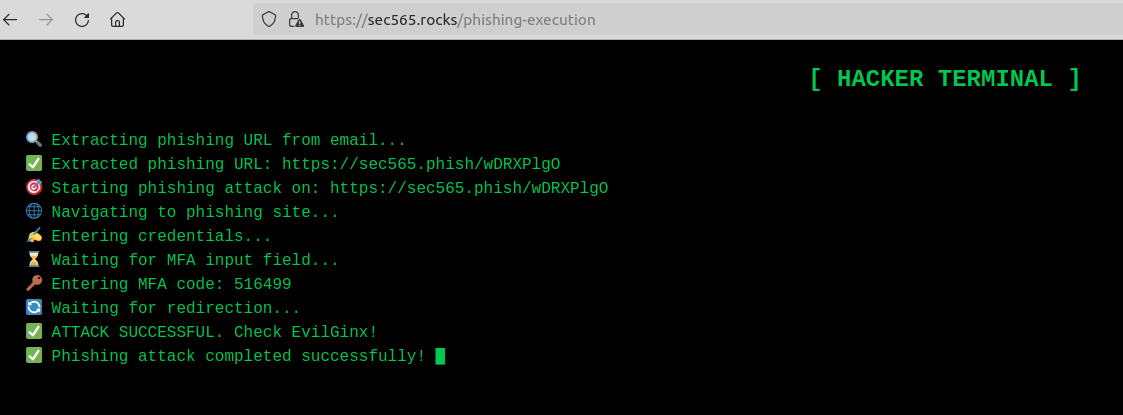 https://sec565.rocks/phishing-execution
[ HACKER TERMINAL ]
🔍 Extracting phishing URL from email...
✅ Extracted phishing URL: https://sec565.phish/wDRXPlgO
🎯 Starting phishing attack on: https://sec565.phish/wDRXPlgO
🌐 Navigating to phishing site...
✍️ Entering credentials...
⏳ Waiting for MFA input field...
🔑 Entering MFA code: 516499
🔄 Waiting for redirection...
✅ ATTACK SUCCESSFUL. Check EvilGinx!
✅ Phishing attack completed successfully!